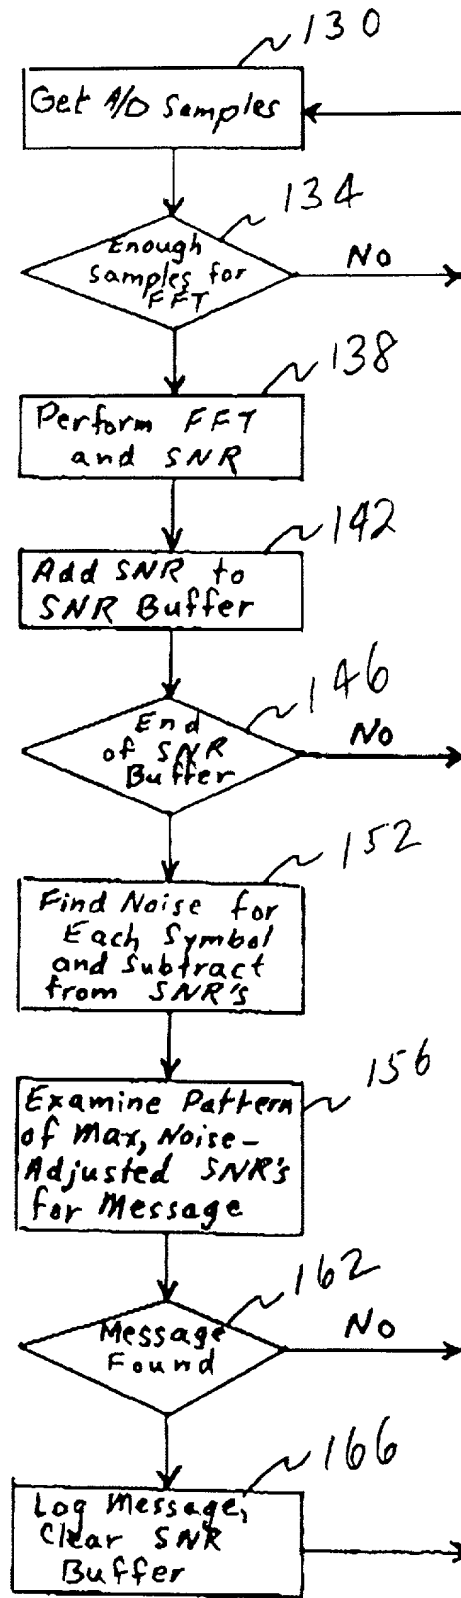 130
Get A/D Samples
134
Enough
Samples for
FFT
No
138
Perform FFT
and SNR
142
Add SNR to
SNR Buffer
146
End
of SNR
Buffer
No
152
Find Noise for
Each Symbol
and Subtract
from SNR's
156
Examine Pattern
of Max, Noise-
Adjusted SNR's
for Message
162
Message
Found
No
166
Log Message,
Clear SNR
Buffer